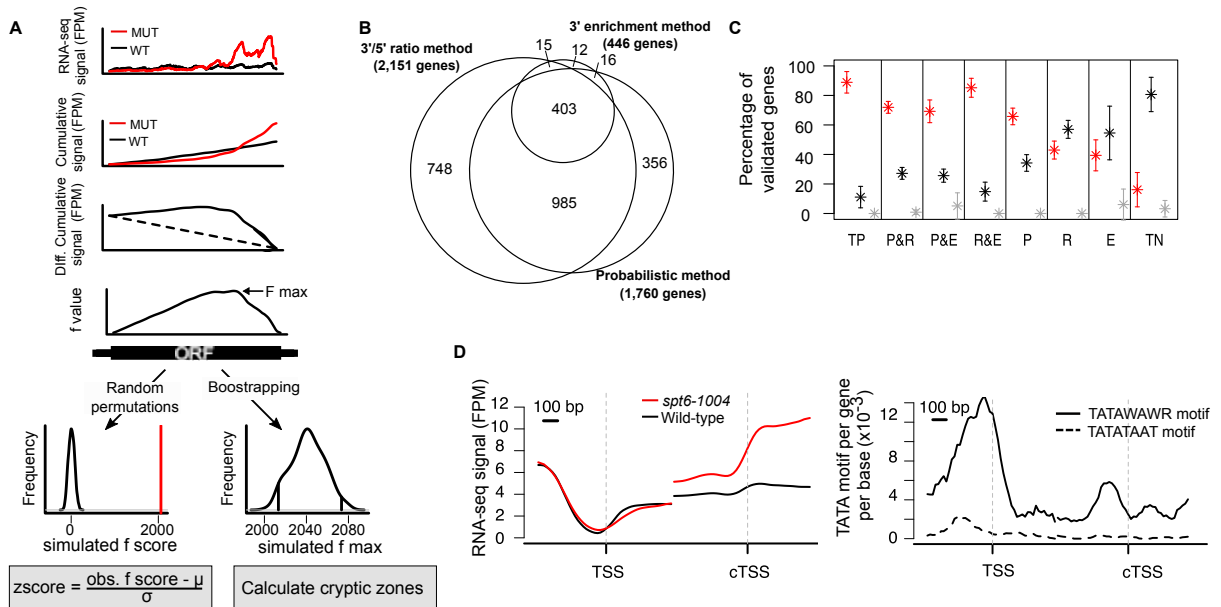 A
RNA-seq
signal (FPM)
MUT
WT
Cumulative
signal (FPM)
MUT
WT
DIff. Cumulative
signal (FPM)
f value
F max
ORF
Random
permutations
Boostrapping
Frequency
0
2000
simulated f score
Frequency
2000
2040
2080
simulated f max
zscore = obs. f score - μ
σ
Calculate cryptic zones
B
3'/5' ratio method
(2,151 genes)
3' enrichment method
(446 genes)
15
12
16
403
748
356
985
Probabilistic method
(1,760 genes)
C
Percentage of
validated genes
100
80
60
40
20
0
TP
P&R
P&E
R&E
P
R
E
TN
D
RNA-seq signal (FPM)
12
10
8
6
4
2
0
100 bp
spt6-1004
Wild-type
TSS
cTSS
TATA motif per gene
per base (x10⁻³)
12
10
8
6
4
2
0
100 bp
TATAWAWR motif
TATATAAT motif
TSS
cTSS